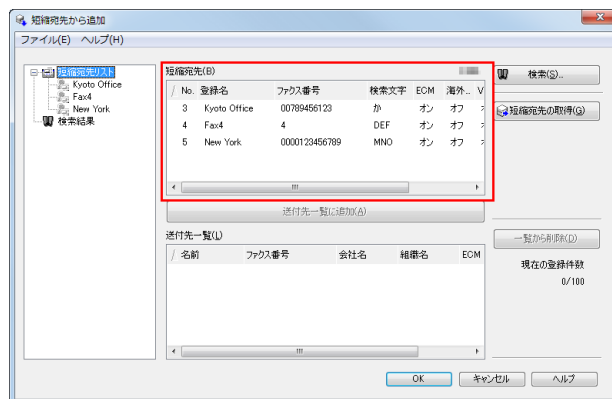 短縮宛先から追加
ファイル(E) ヘルプ(H)
短縮宛先リスト
Kyoto Office
Fax4
New York
検索結果
短縮宛先(B)
/ No. 登録名 ファクス番号 検索文字 ECM 海外.. V
3 Kyoto Office 00789456123 か オン オフ
4 Fax4 4 DEF オン オフ
5 New York 0000123456789 MNO オン オフ
送付先一覧に追加(A)
送付先一覧(L)
/ 名前 ファクス番号 会社名 組織名 ECM
検索(S)..
短縮宛先の取得(G)
一覧から削除(D)
現在の登録件数
0/100
OK キャンセル ヘルプ